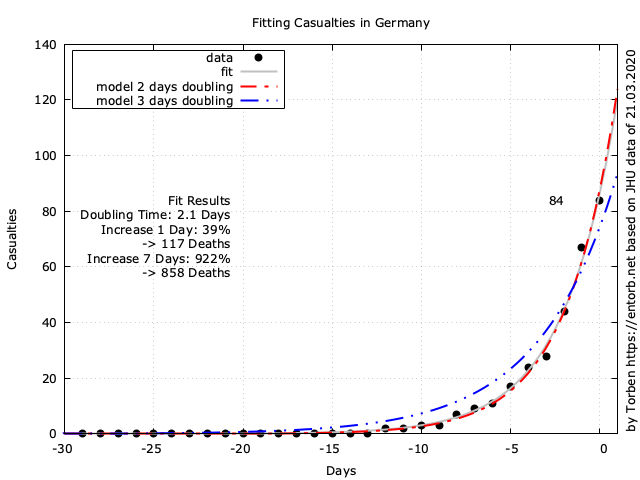 Fitting Casualties in Germany
140
120
100
80
60
40
20
0
Casualties
data
fit
model 2 days doubling
model 3 days doubling
Fit Results
Doubling Time: 2.1 Days
Increase 1 Day: 39%
-> 117 Deaths
Increase 7 Days: 922%
-> 858 Deaths
84
-30
-25
-20
-15
-10
-5
0
Days
by Torben https://entorb.net based on JHU data of 21.03.2020